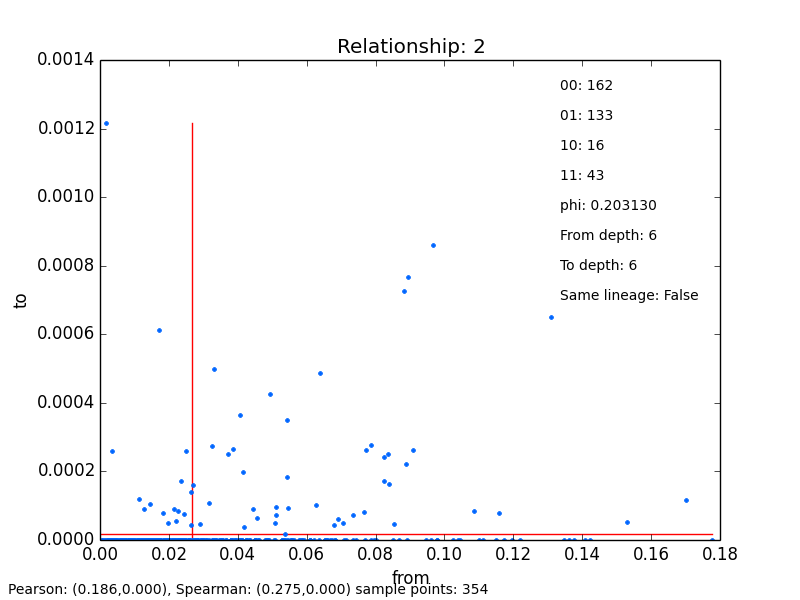 Relationship: 2
0.0014
0.0012
0.0010
0.0008
0.0006
0.0004
0.0002
0.0000
to
00: 162
01: 133
10: 16
11: 43
phi: 0.203130
From depth: 6
To depth: 6
Same lineage: False
0.00 0.02 0.04 0.06 0.08 0.10 0.12 0.14 0.16 0.18
from
Pearson: (0.186,0.000), Spearman: (0.275,0.000) sample points: 354